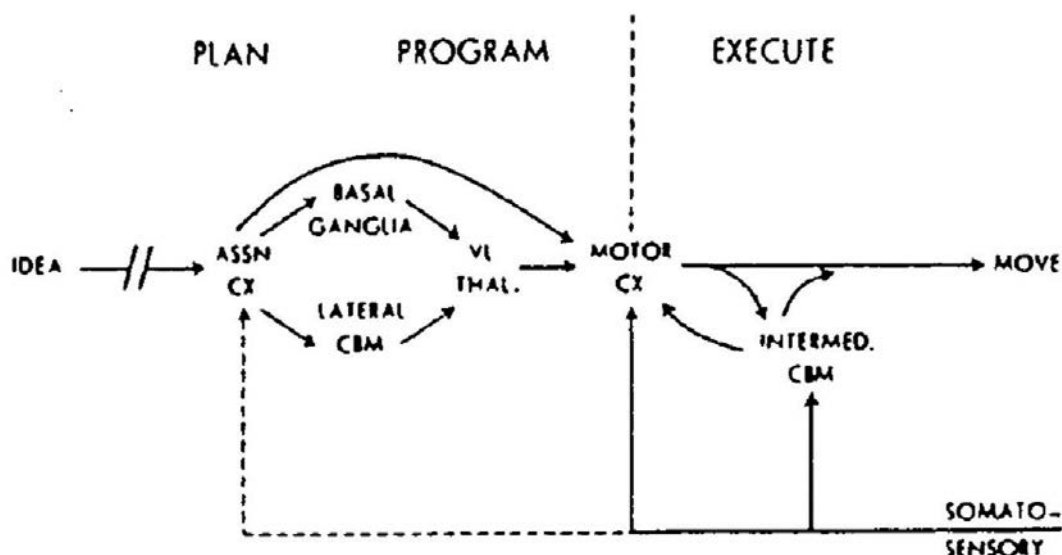 PLAN PROGRAM EXECUTE
BASAL
GANGLIA
IDEA
ASSN
CX
VL
THAL.
MOTOR
CX
MOVE
LATERAL
CBM
INTERMED.
CBM
SOMATO-
SENSORY